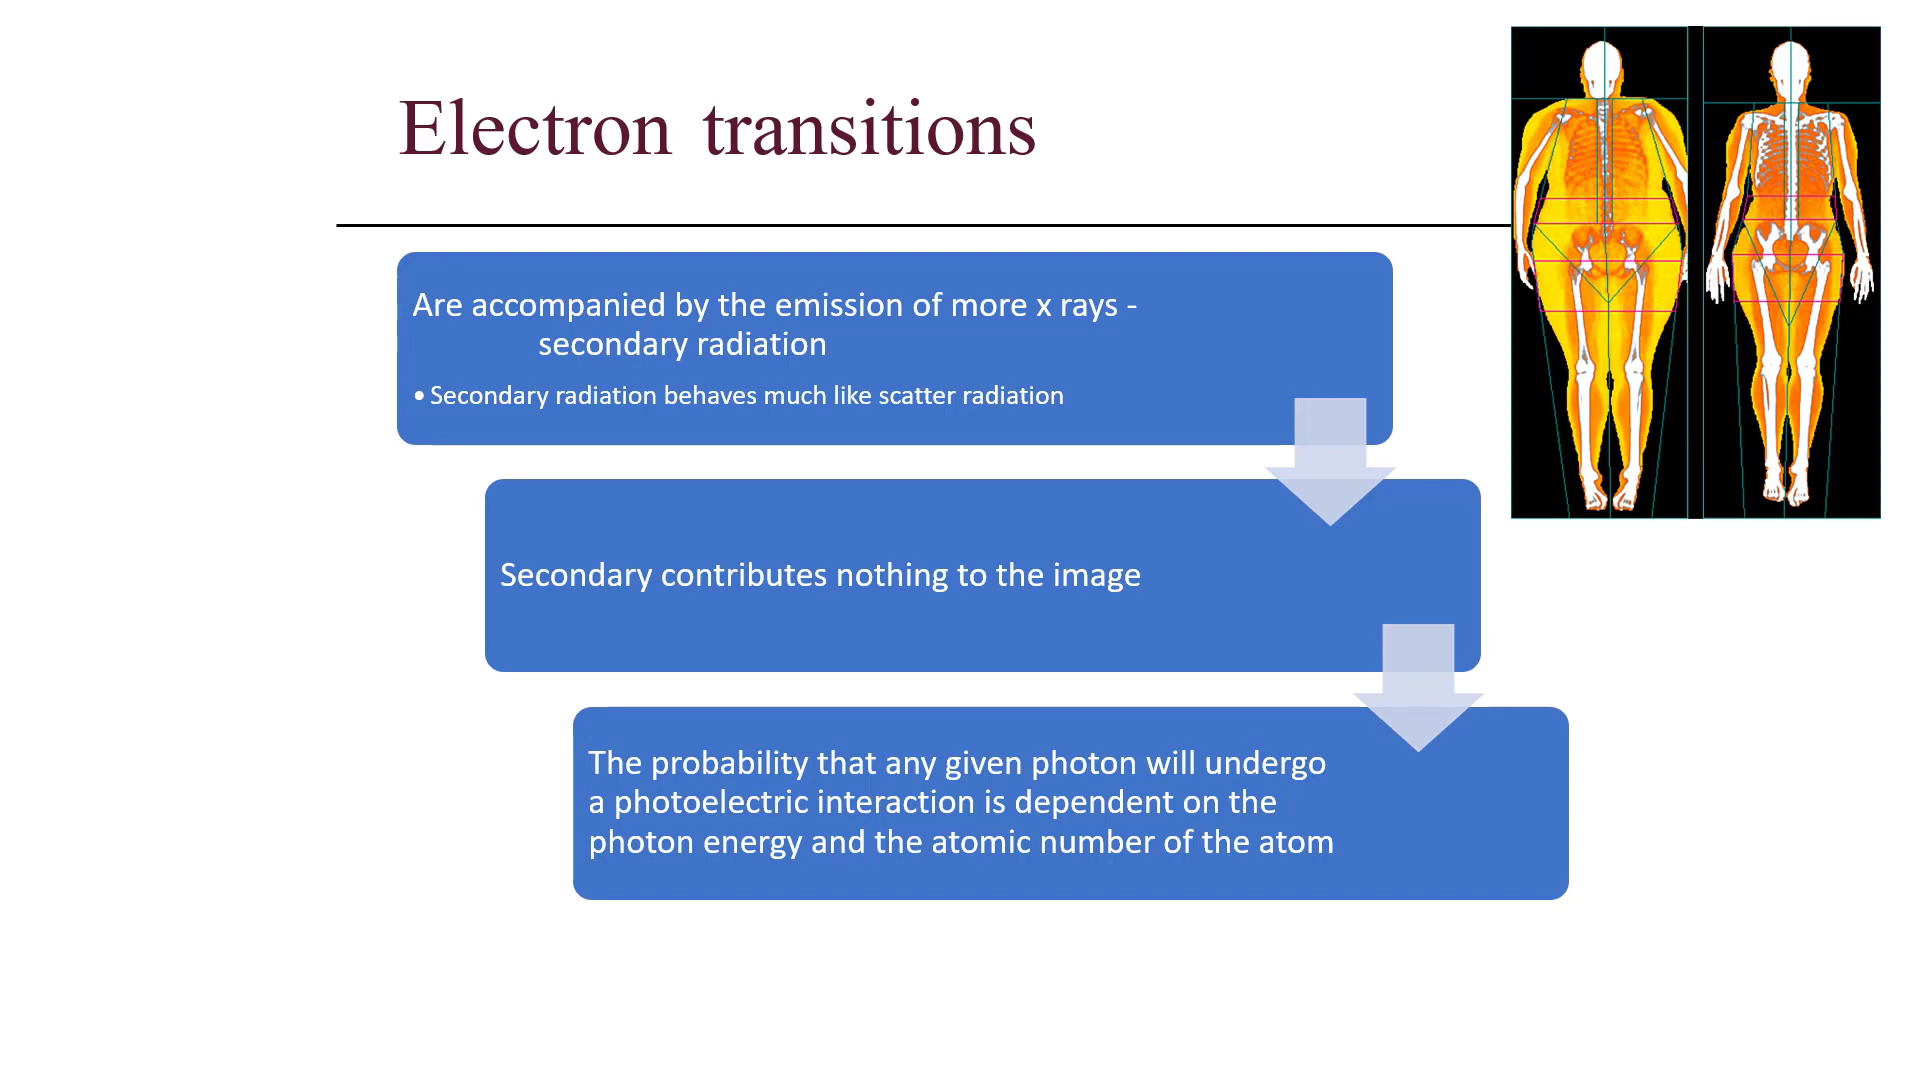 Electron transitions
Are accompanied by the emission of more x rays -
secondary radiation
• Secondary radiation behaves much like scatter radiation
Secondary contributes nothing to the image
The probability that any given photon will undergo
a photoelectric interaction is dependent on the
photon energy and the atomic number of the atom